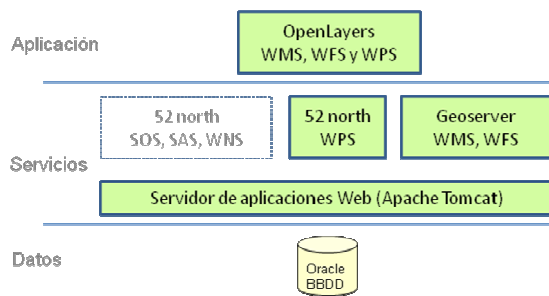 OpenLayers
Aplicación
WMS, WFS y WPS
52 north
SOS, SAS, WNS
52 north
WPS
Geoserver
WMS, WFS
Servicios
Servidor de aplicaciones Web (Apache Tomcat)
Datos
Oracle
BBDD